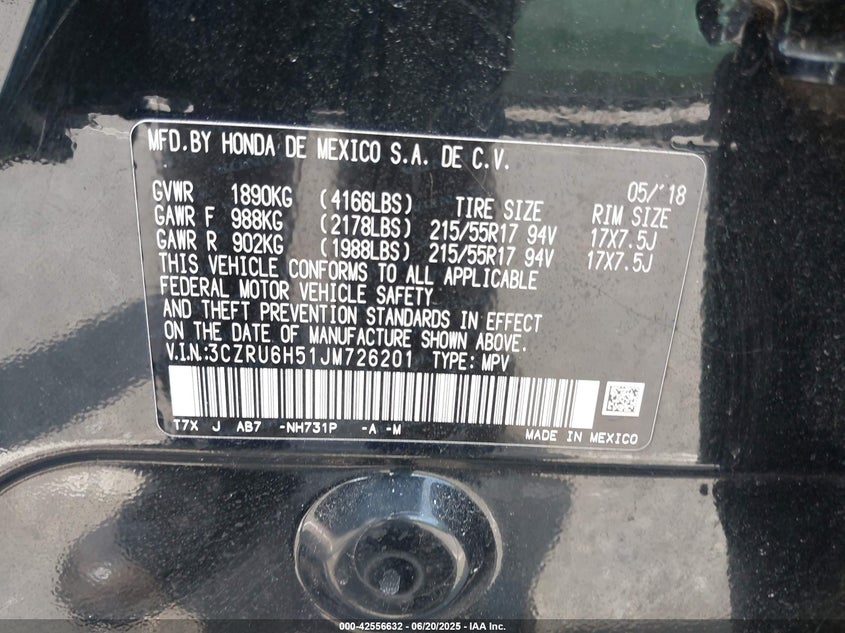 MFD.BY HONDA DE MEXICO S.A. DE C.V.
05/'18
GVWR 1890KG (4166LBS) TIRE SIZE RIM SIZE
GAWR F 988KG (2178LBS) 215/55R17 94V 17X7.5J
GAWR R 902KG (1988LBS) 215/55R17 94V 17X7.5J
THIS VEHICLE CONFORMS TO ALL APPLICABLE
FEDERAL MOTOR VEHICLE SAFETY
AND THEFT PREVENTION STANDARDS IN EFFECT
ON THE DATE OF MANUFACTURE SHOWN ABOVE.
V.I.N.:3CZRU6H51JM726201 TYPE: MPV
T7X J AB7 -NH731P -A -M
MADE IN MEXICO
000-42556632 - 06/20/2025 - IAA Inc.